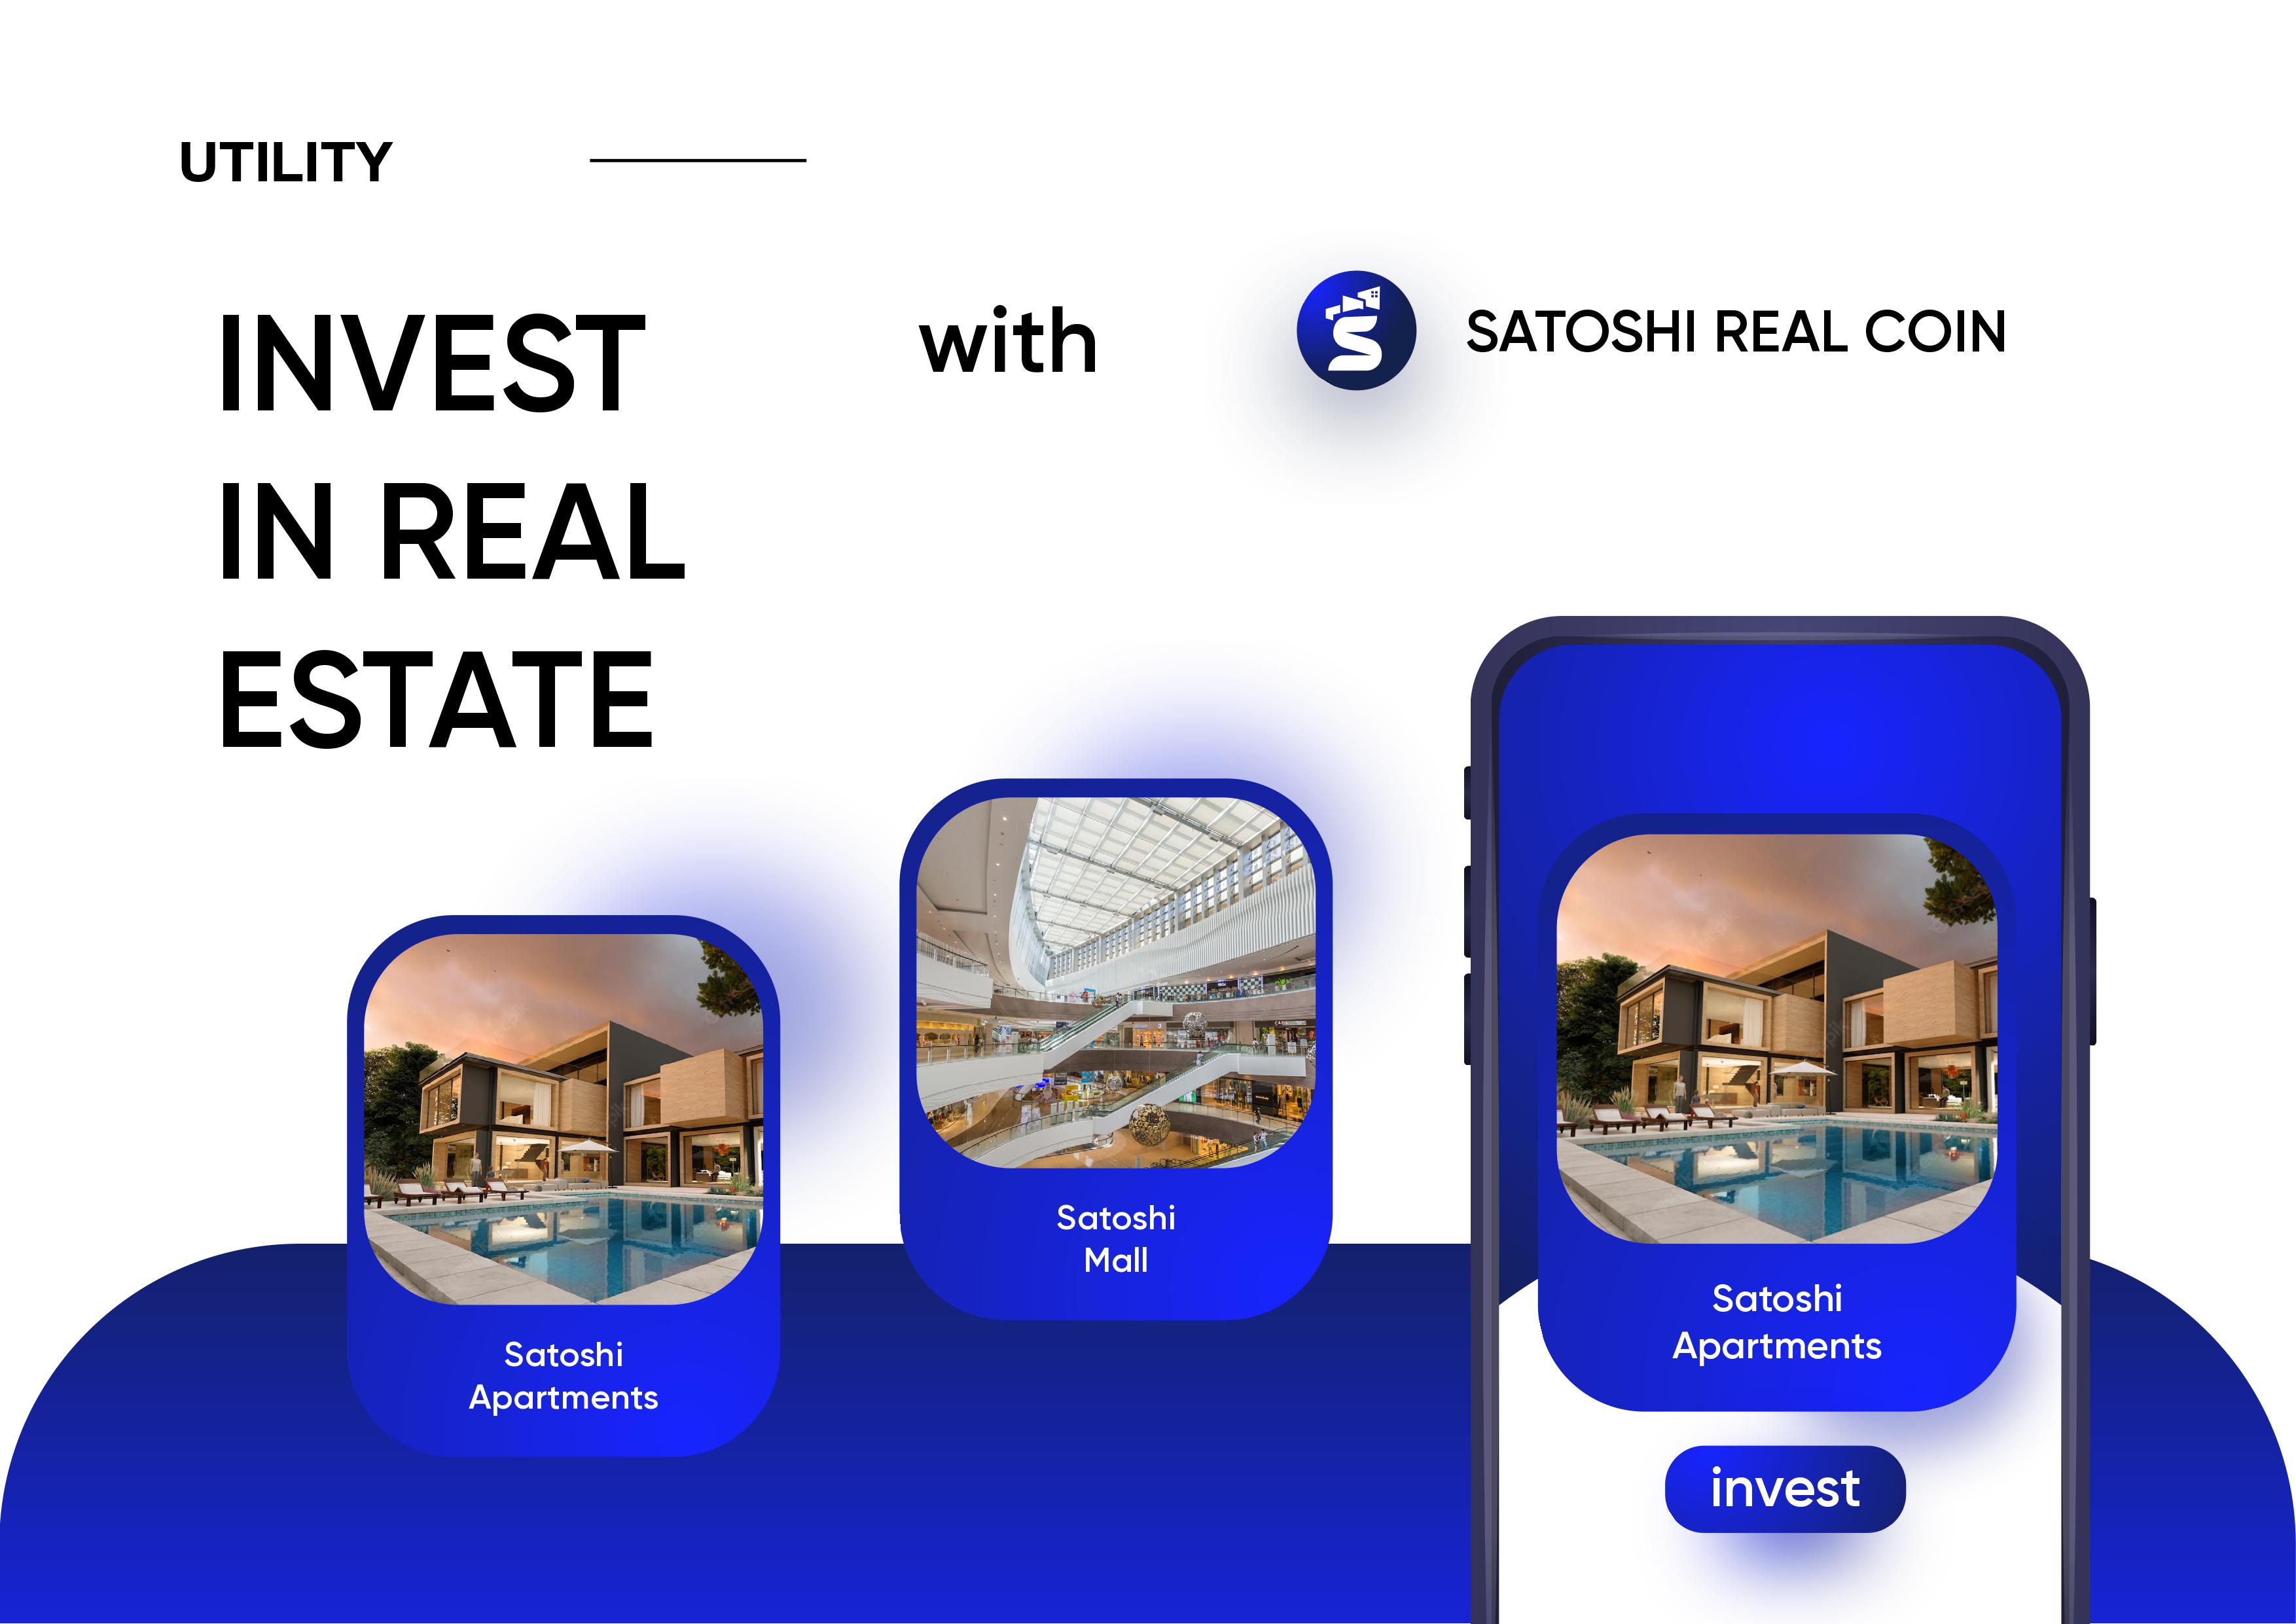 UTILITY
INVEST
IN REAL
ESTATE
with
SATOSHI REAL COIN
Satoshi
Apartments
Satoshi
Mall
Satoshi
Apartments
invest